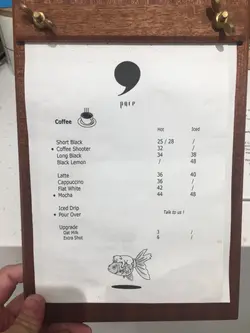 pure
Coffee
Hot Iced
Short Black 25 / 28 /
• Coffee Shooter 32 /
Long Black 34 38
Black Lemon / 48
Latte 36 40
Cappuccino 36 /
Flat White 42 /
• Mocha 44 48
Iced Drip Talk to us !
• Pour Over
Upgrade
Oat Milk 3 /
Extra Shot 6 /